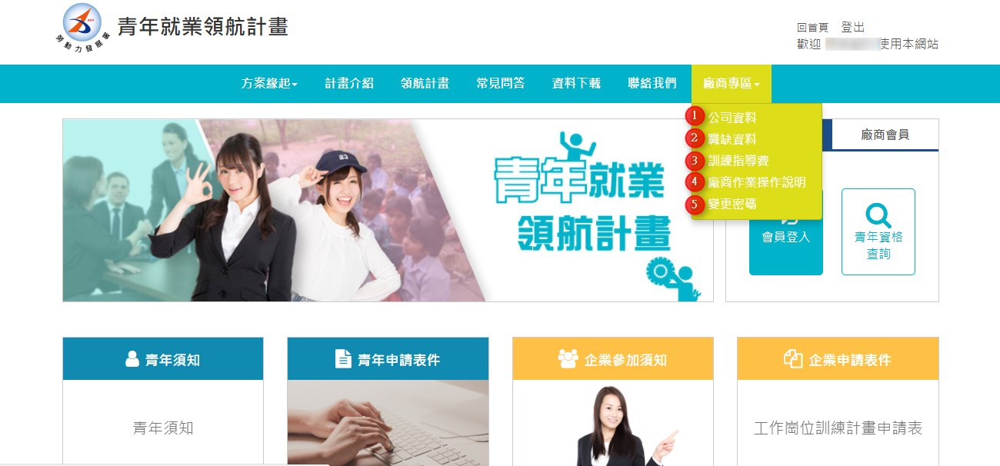 勞動力發展署
青年就業領航計畫
回首頁 登出
歡迎 使用本網站
方案緣起 計畫介紹 領航計畫 常見問答 資料下載 聯絡我們 廠商專區
1 公司資料
2 職缺資料
3 訓練指導費
4 廠商作業操作說明
5 變更密碼
廠商會員
23
青年就業
領航計畫
會員登入
青年資格
查詢
青年須知
青年申請表件
企業參加須知
企業申請表件
青年須知
工作崗位訓練計畫申請表